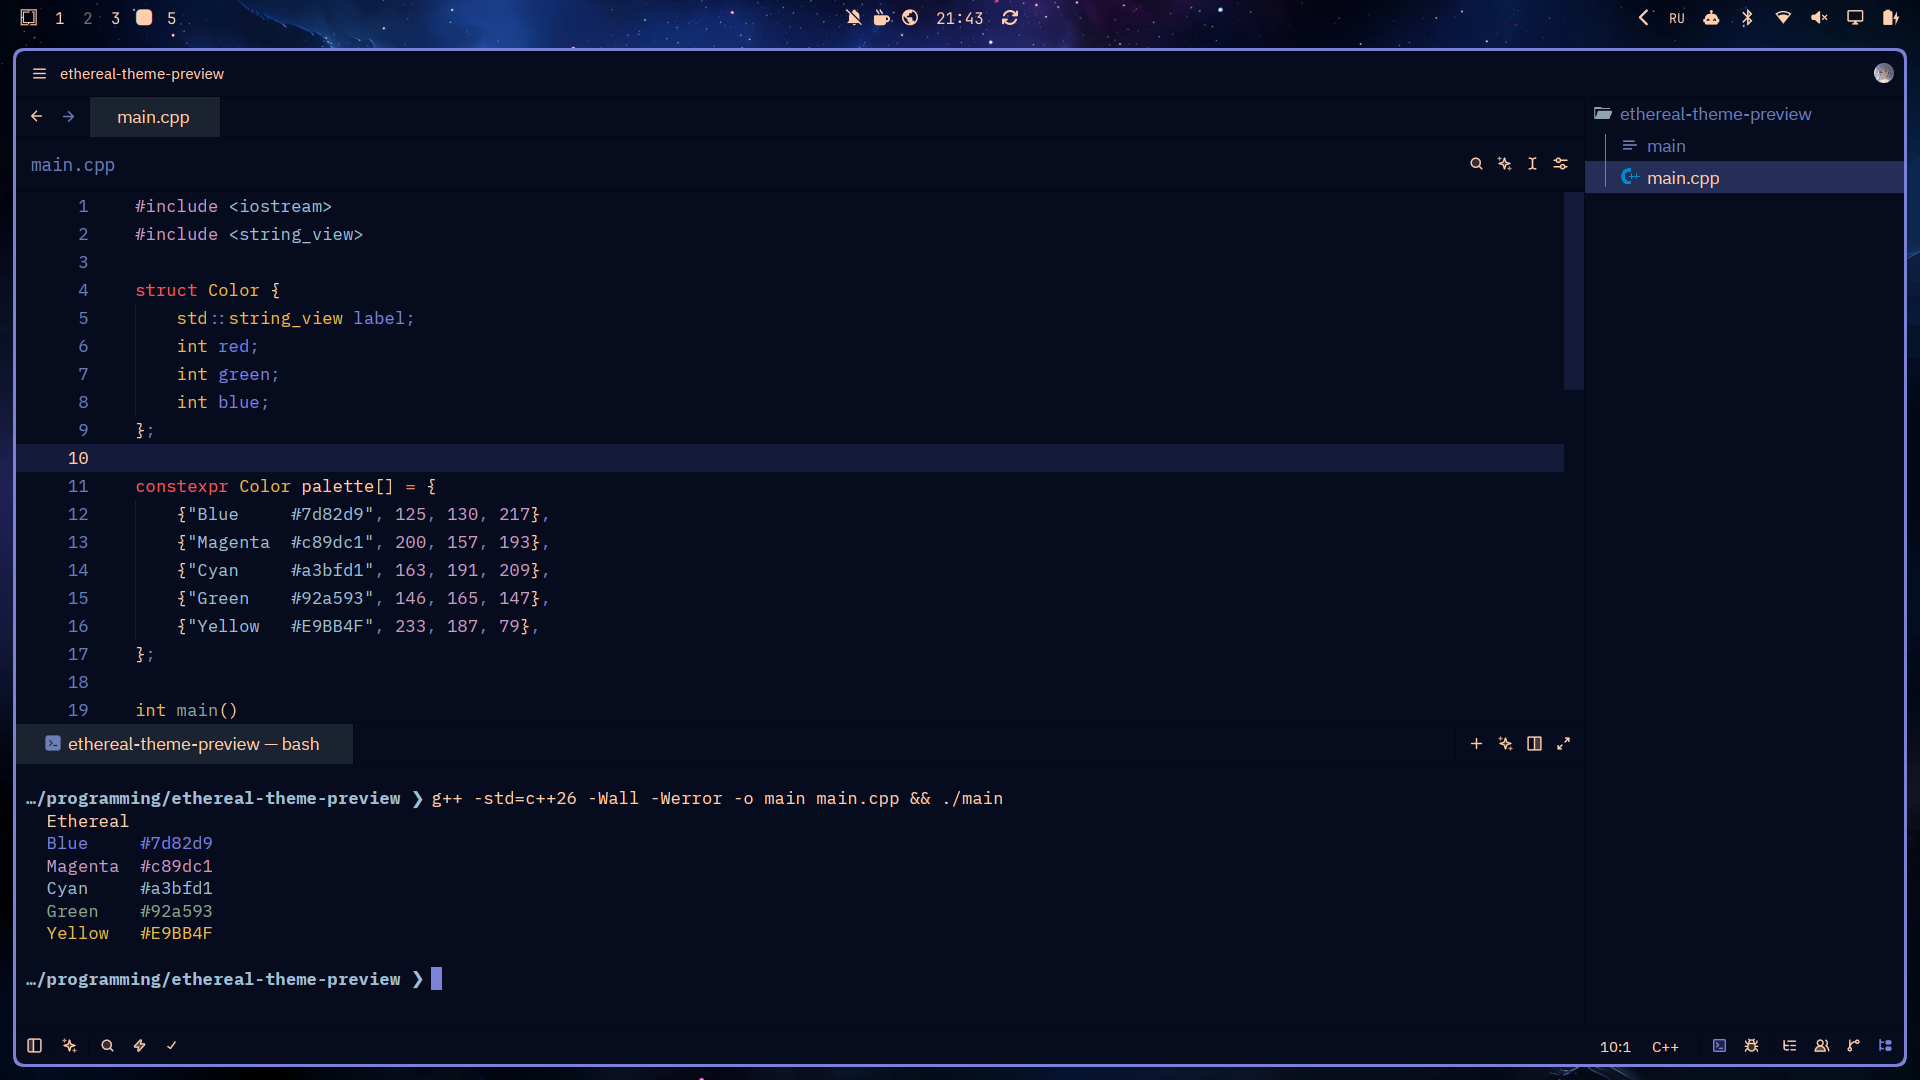 1 2 3 5 21:43 RU
ethereal-theme-preview
main.cpp
main.cpp
1 #include <iostream>
2 #include <string_view>
3
4 struct Color {
5     std::string_view label;
6     int red;
7     int green;
8     int blue;
9 };
10
11 constexpr Color palette[] = {
12     {"Blue     #7d82d9", 125, 130, 217},
13     {"Magenta  #c89dc1", 200, 157, 193},
14     {"Cyan     #a3bfd1", 163, 191, 209},
15     {"Green    #92a593", 146, 165, 147},
16     {"Yellow   #E9BB4F", 233, 187, 79},
17 };
18
19 int main()
ethereal-theme-preview
main
main.cpp
ethereal-theme-preview — bash
…/programming/ethereal-theme-preview ❯ g++ -std=c++26 -Wall -Werror -o main main.cpp && ./main
  Ethereal
  Blue     #7d82d9
  Magenta  #c89dc1
  Cyan     #a3bfd1
  Green    #92a593
  Yellow   #E9BB4F
…/programming/ethereal-theme-preview ❯
10:1 C++